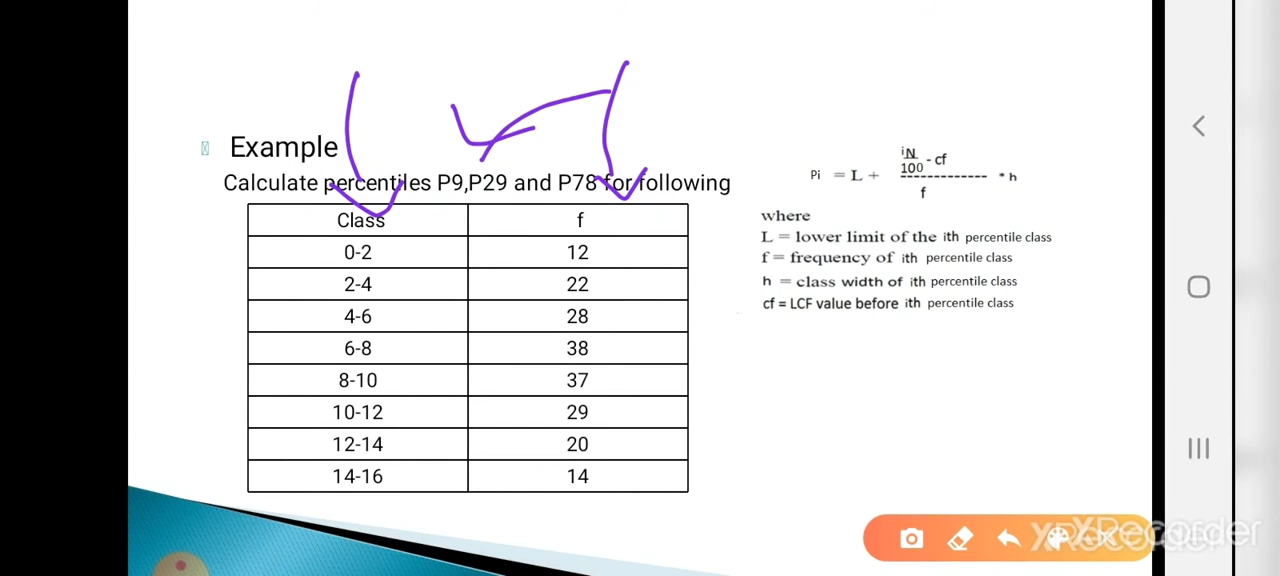 Example
Calculate percentiles P9,P29 and P78 for following
Class f
0-2 12
2-4 22
4-6 28
6-8 38
8-10 37
10-12 29
12-14 20
14-16 14
iN
Pi = L + 100 - cf * h
------------
f
where
L = lower limit of the ith percentile class
f = frequency of ith percentile class
h = class width of ith percentile class
cf = LCF value before ith percentile class
XRecorder